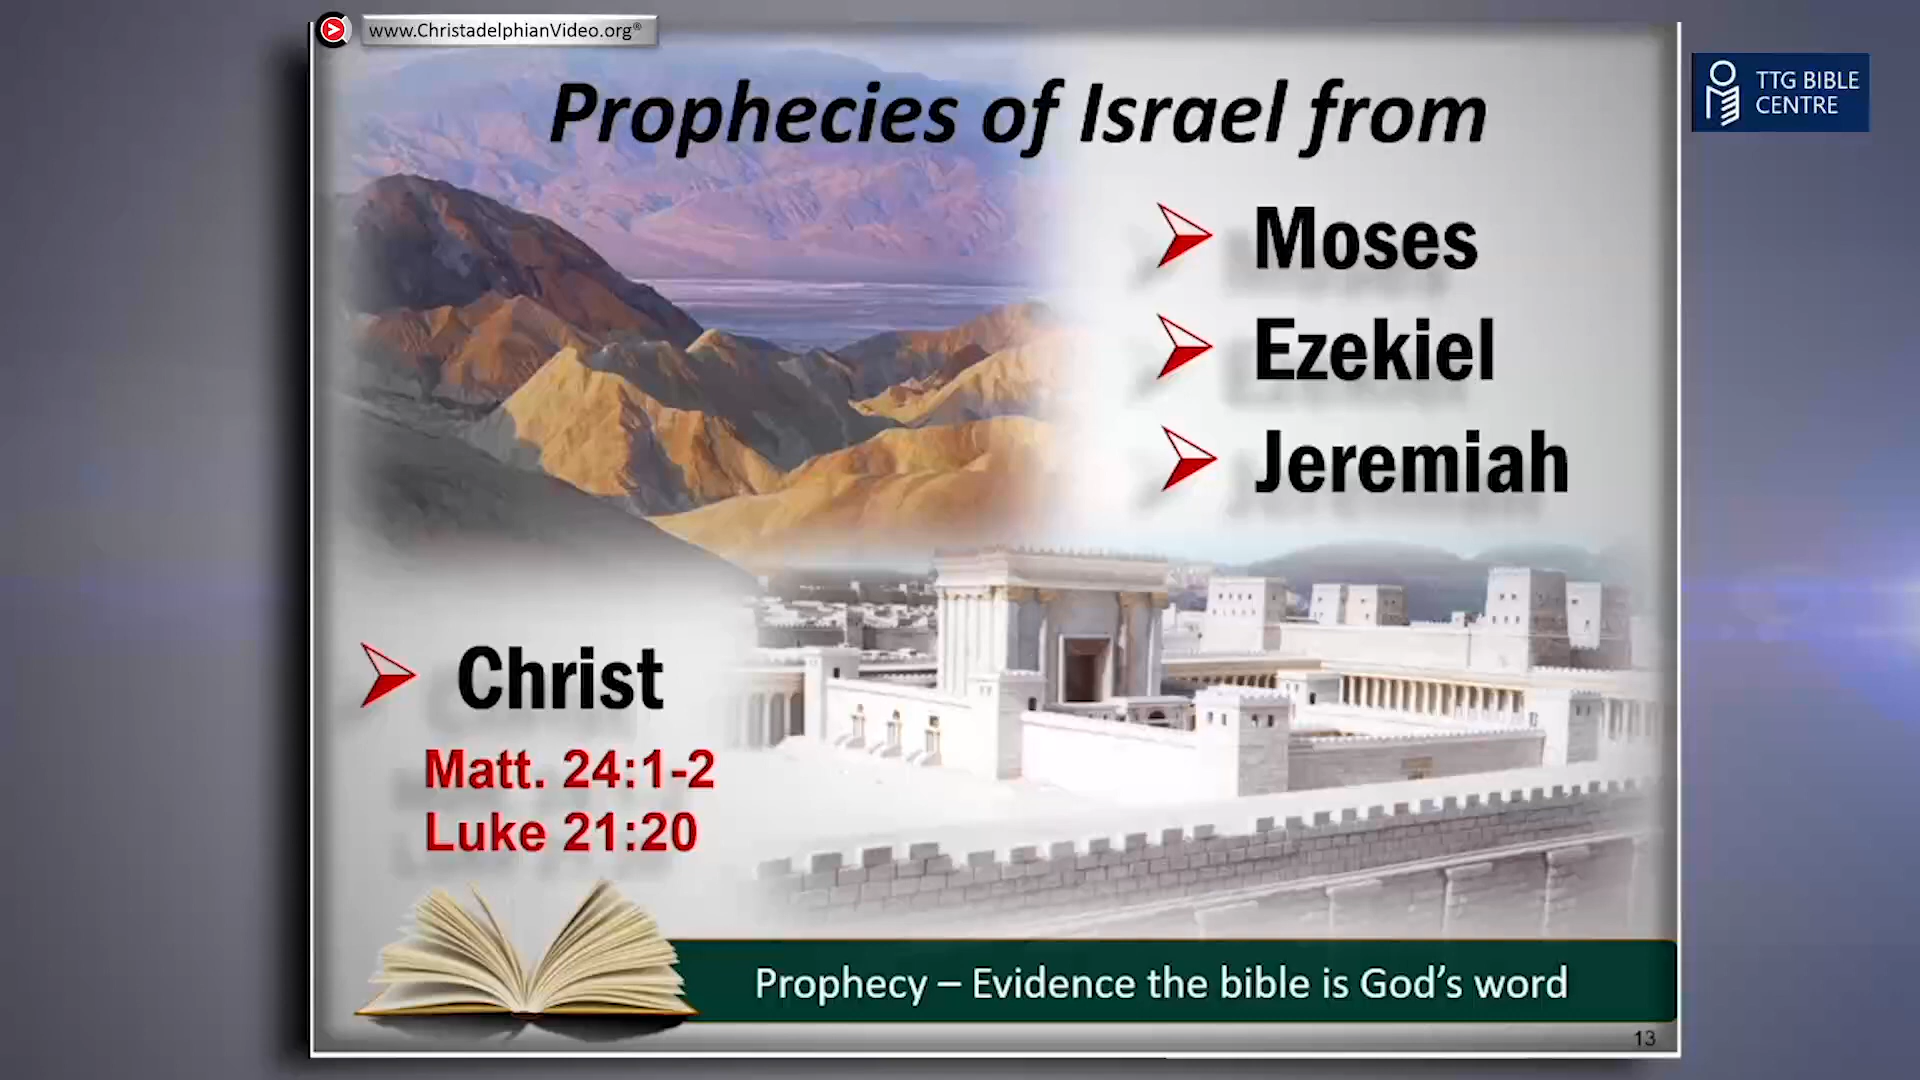 www.ChristadelphianVideo.org®
TTG BIBLE
CENTRE
Prophecies of Israel from
Moses
Ezekiel
Jeremiah
Christ
Matt. 24:1-2
Luke 21:20
Prophecy – Evidence the bible is God’s word
13